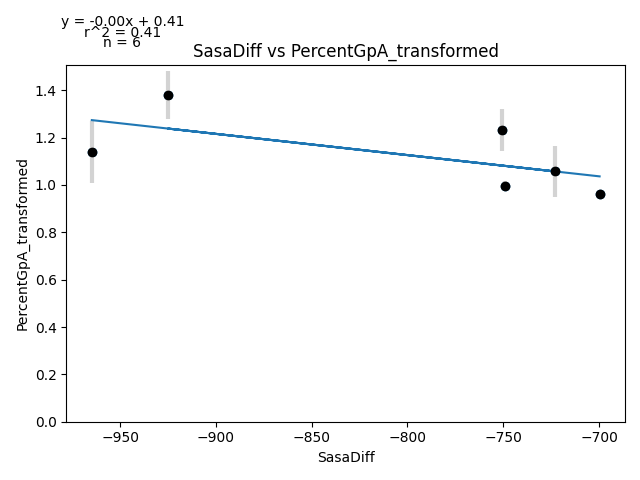 y = -0.00x + 0.41
r^2 = 0.41
n = 6
SasaDiff vs PercentGpA_transformed
PercentGpA_transformed
1.4
1.2
1.0
0.8
0.6
0.4
0.2
0.0
−950
−900
−850
−800
−750
−700
SasaDiff